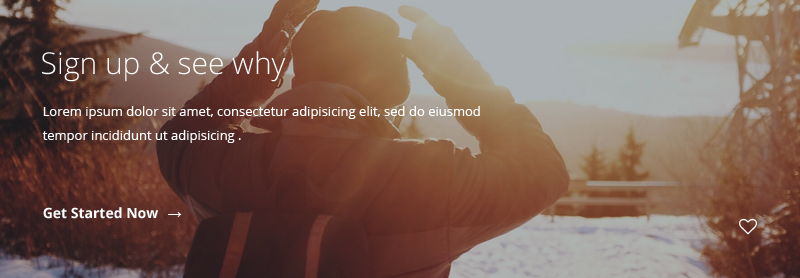 Sign up & see why
Lorem ipsum dolor sit amet, consectetur adipisicing elit, sed do eiusmod
tempor incididunt ut adipisicing .
Get Started Now →